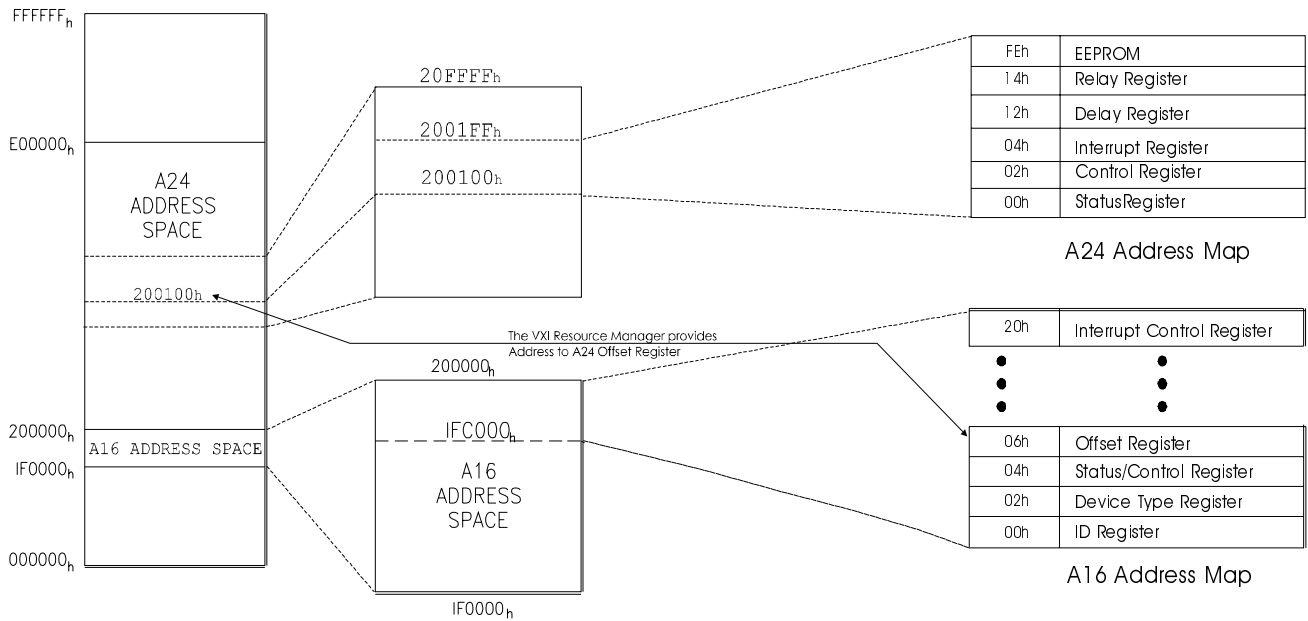 FFFFFFh
E00000h
A24
ADDRESS
SPACE
200100h
200000h
A16 ADDRESS SPACE
IF0000h
000000h
20FFFFh
2001FFh
200100h
The VXI Resource Manager provides
Address to A24 Offset Register
200000h
IFC000h
A16
ADDRESS
SPACE
IF0000h
FEh EEPROM
14h Relay Register
12h Delay Register
04h Interrupt Register
02h Control Register
00h StatusRegister
A24 Address Map
20h Interrupt Control Register
06h Offset Register
04h Status/Control Register
02h Device Type Register
00h ID Register
A16 Address Map